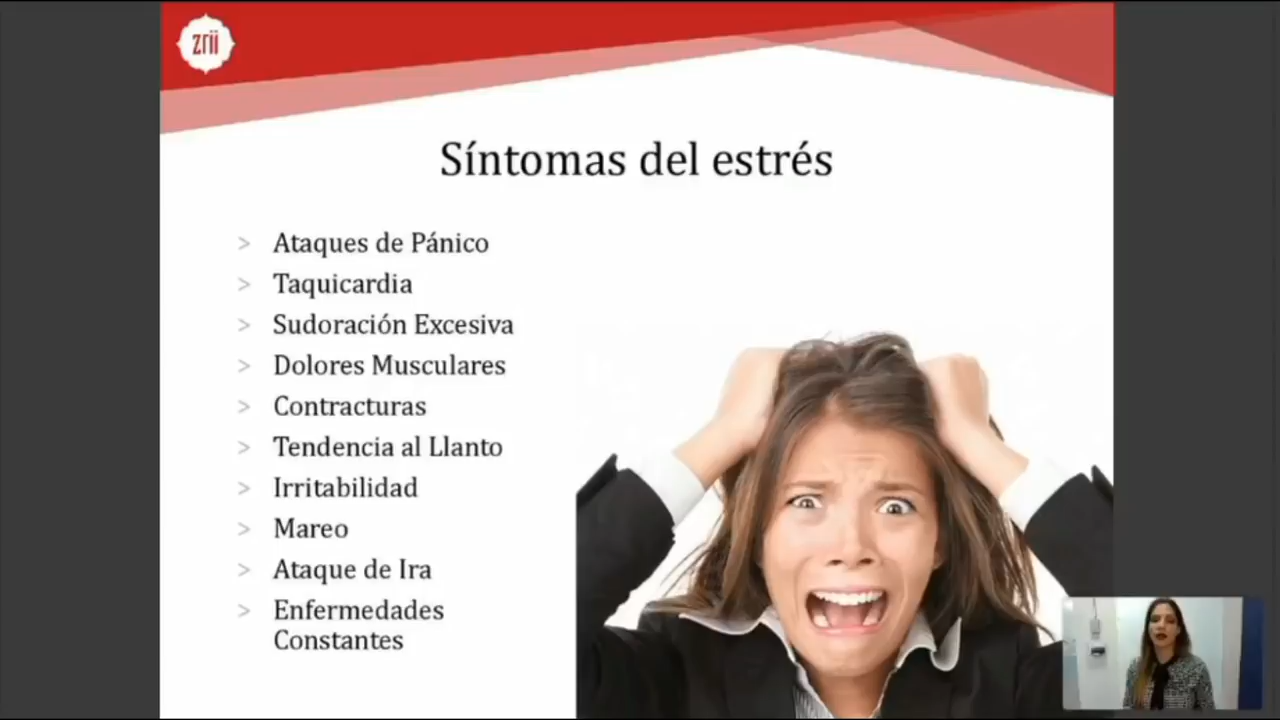 zrii
Síntomas del estrés
> Ataques de Pánico
> Taquicardia
> Sudoración Excesiva
> Dolores Musculares
> Contracturas
> Tendencia al Llanto
> Irritabilidad
> Mareo
> Ataque de Ira
> Enfermedades
Constantes